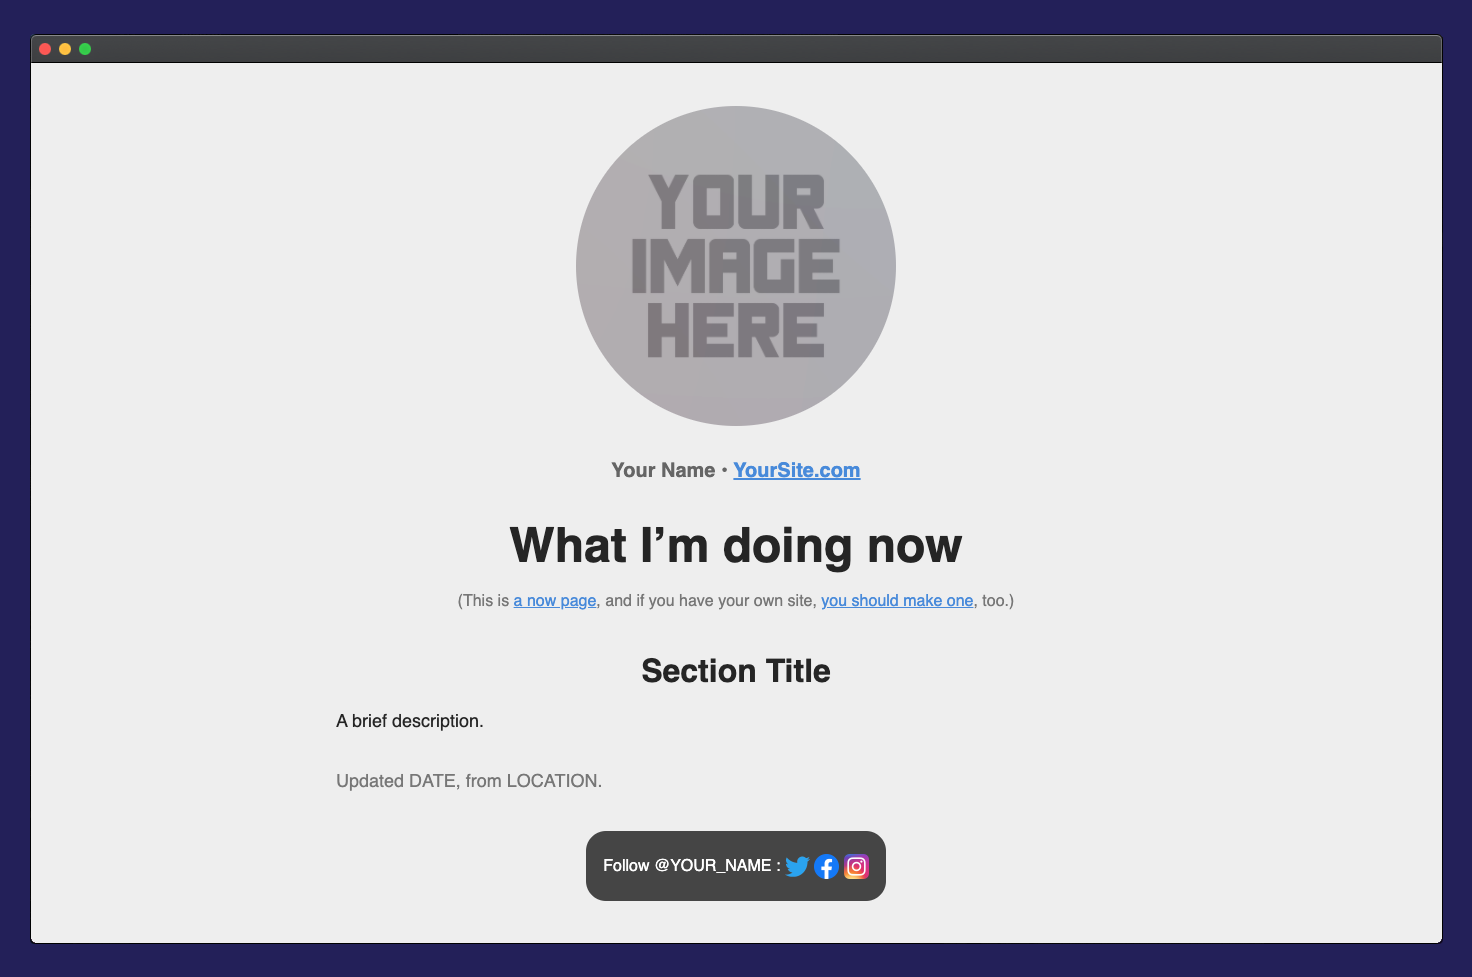 YOUR
IMAGE
HERE
Your Name • YourSite.com
What I’m doing now
(This is a now page, and if you have your own site, you should make one, too.)
Section Title
A brief description.
Updated DATE, from LOCATION.
Follow @YOUR_NAME :